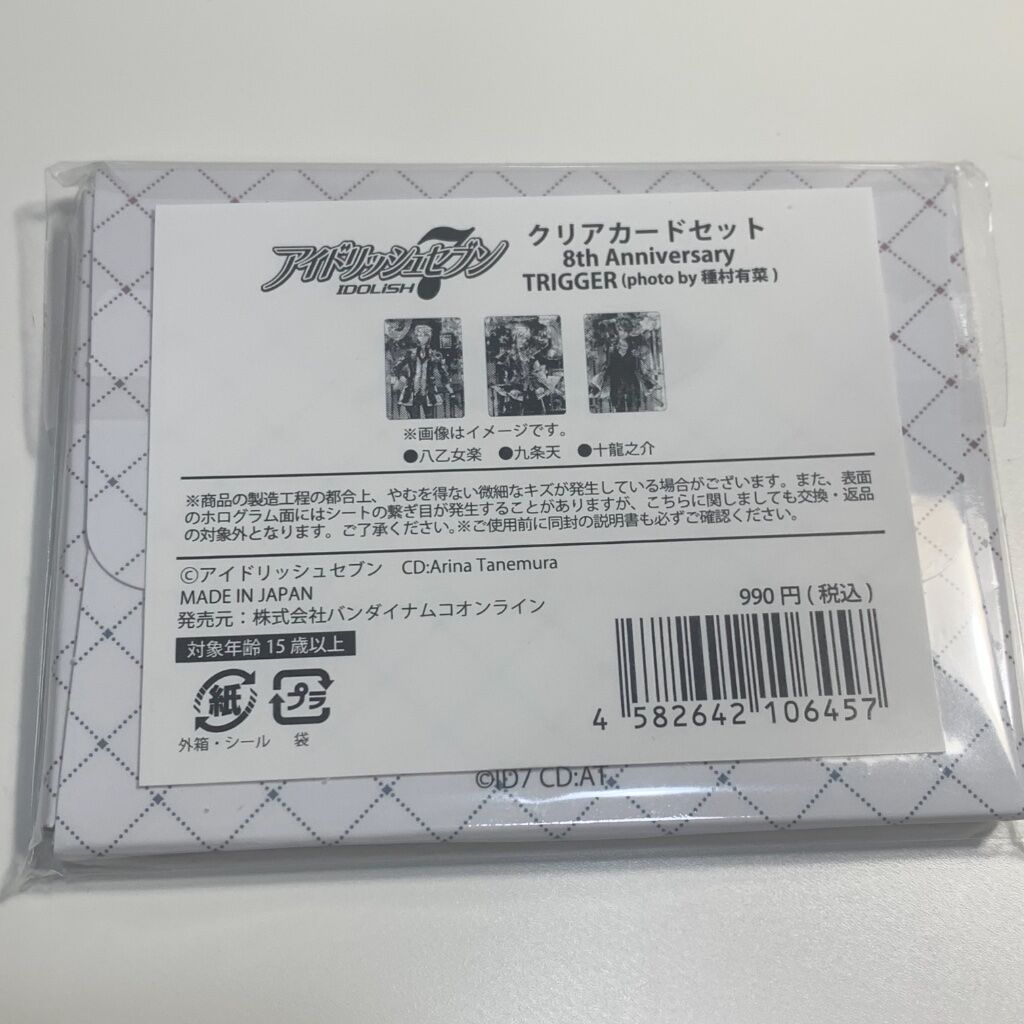 アイドリッシュセブン
IDOLiSH7
クリアカードセット
8th Anniversary
TRIGGER (photo by 種村有菜)
※画像はイメージです。
●八乙女楽 ●九条天 ●十龍之介
※商品の製造工程の都合上、やむを得ない微細なキズが発生している場合がございます。また、表面
のホログラム面にはシートの繋ぎ目が発生することがありますが、こちらに関しましても交換・返品
の対象外となります。ご了承ください。※ご使用前に同封の説明書も必ずご確認ください。
©アイドリッシュセブン CD:Arina Tanemura
MADE IN JAPAN
発売元：株式会社バンダイナムコオンライン
990円(税込)
対象年齢15歳以上
紙
プラ
外箱・シール
袋
4 582642 106457
©ID7 CD:AT